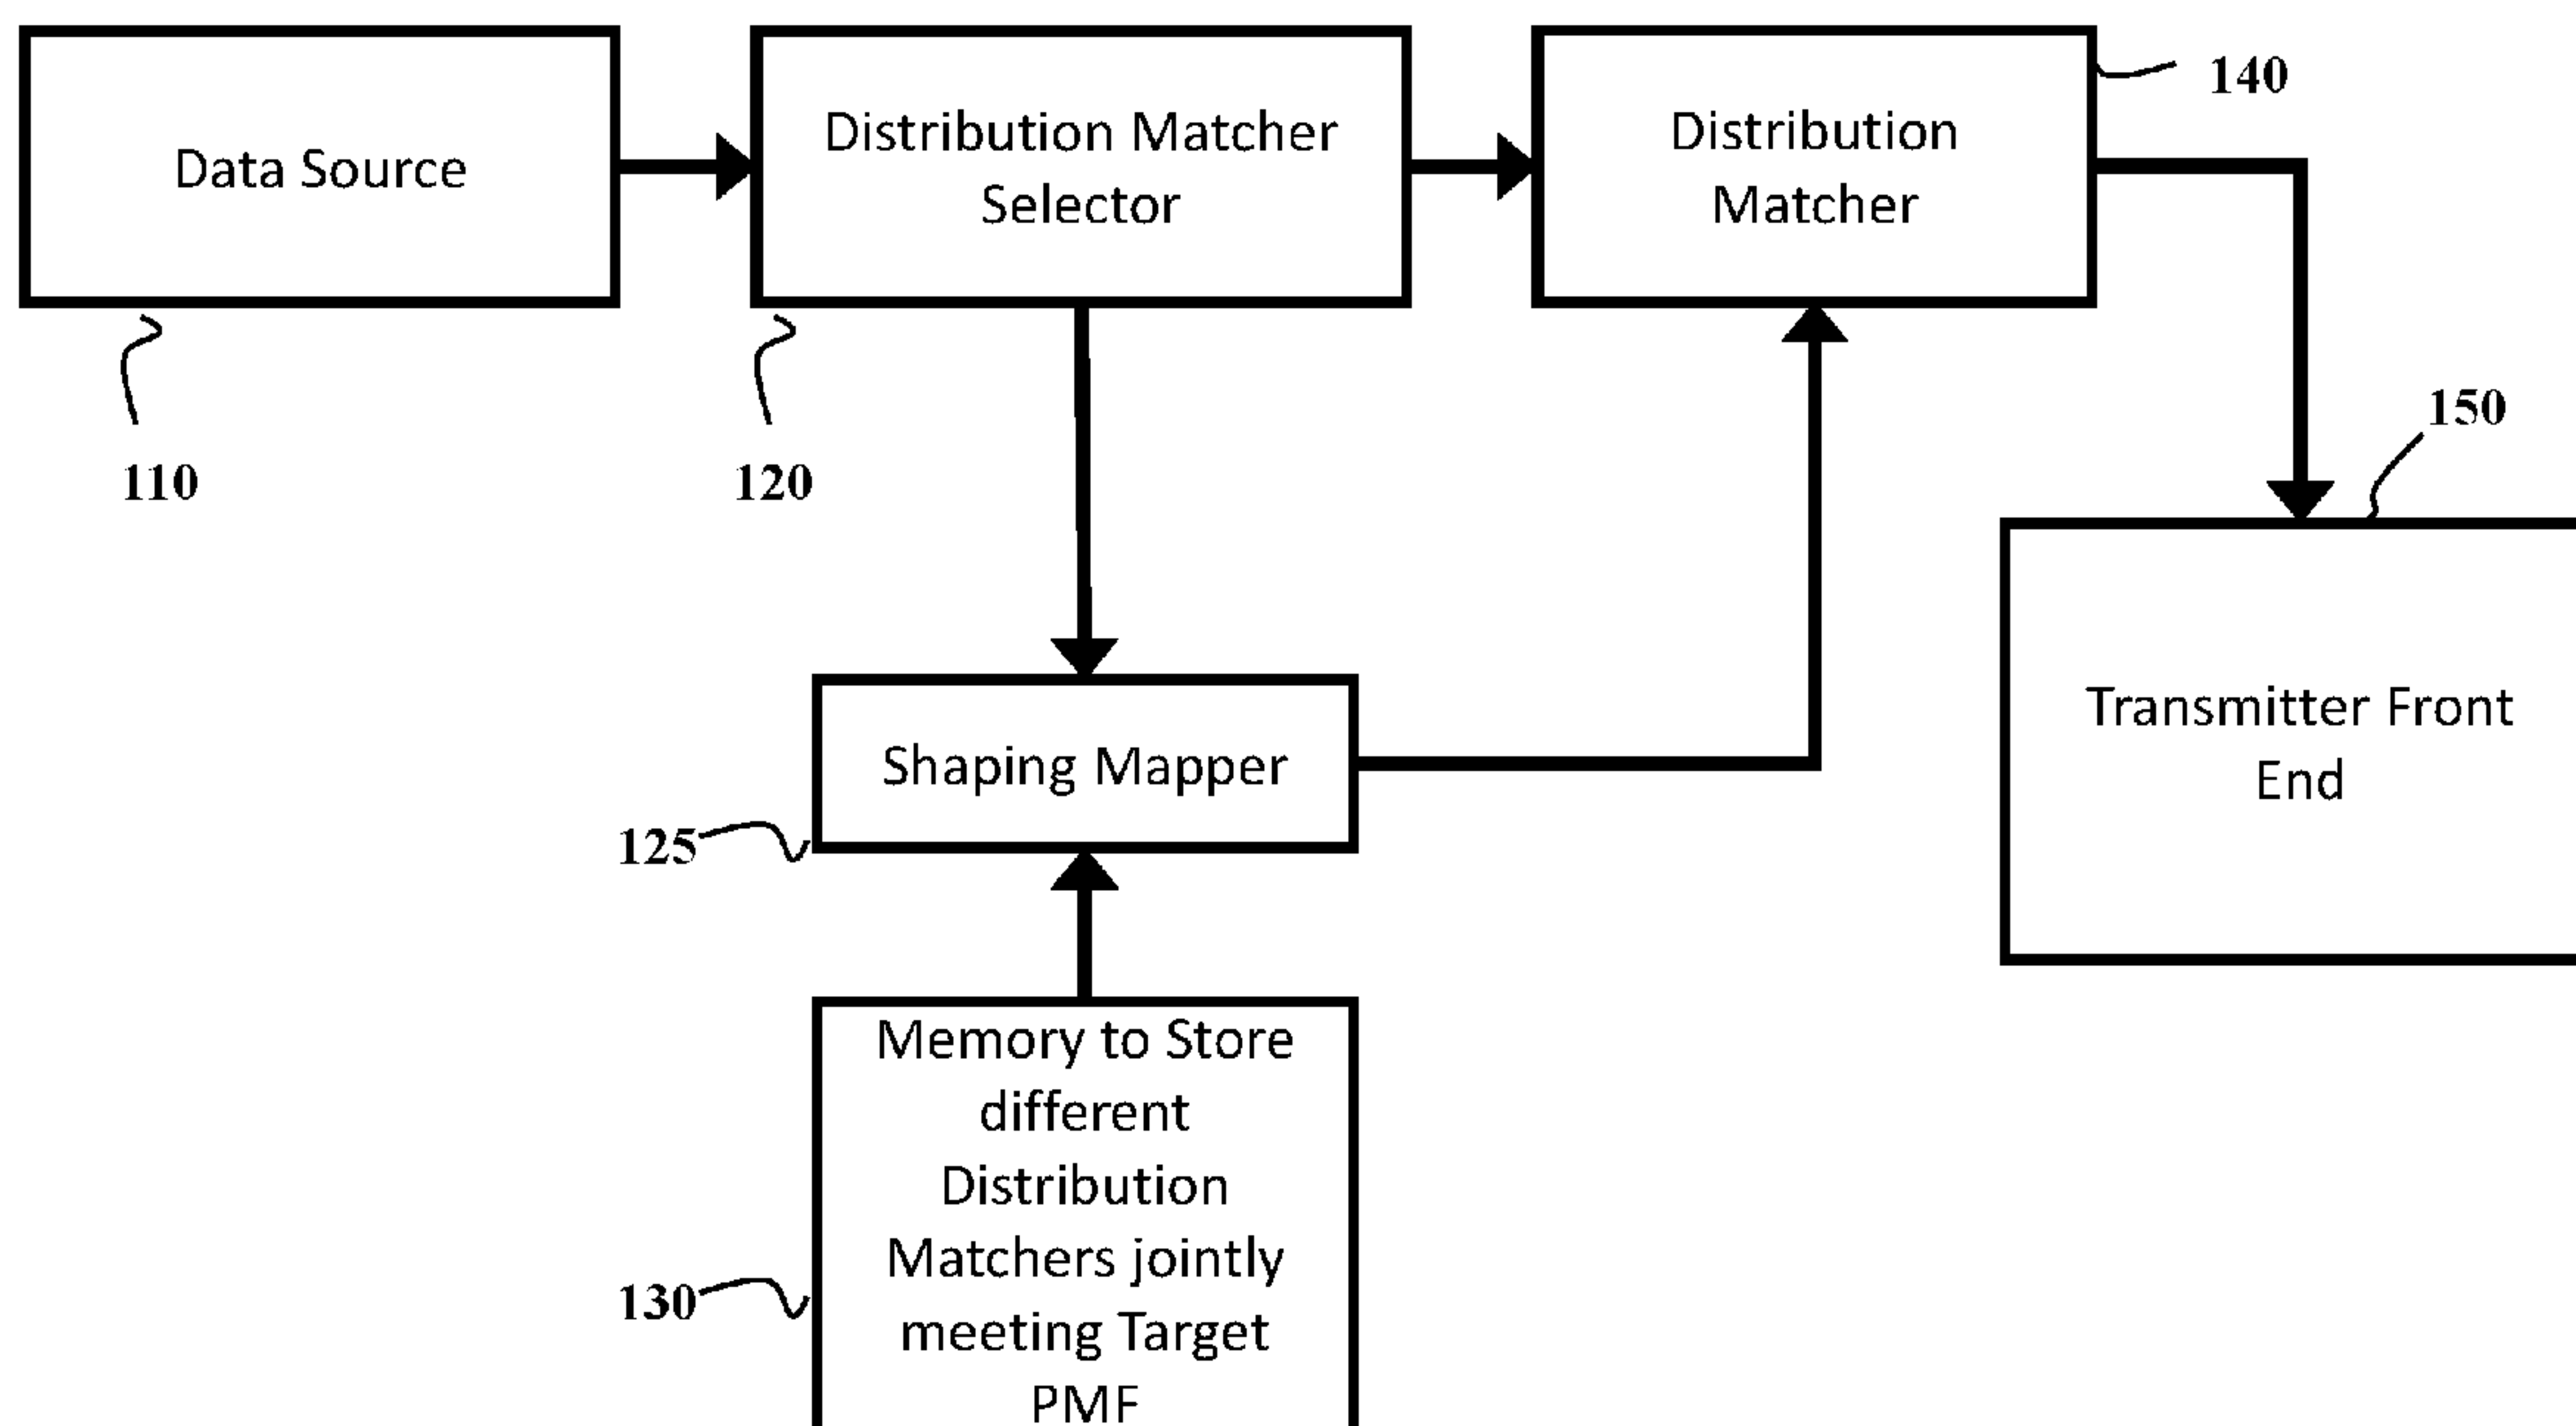 Data Source
Distribution Matcher
Selector
Distribution
Matcher
140
110
120
150
Transmitter Front
End
Shaping Mapper
125
Memory to Store
different
Distribution
Matchers jointly
meeting Target
PMF
130